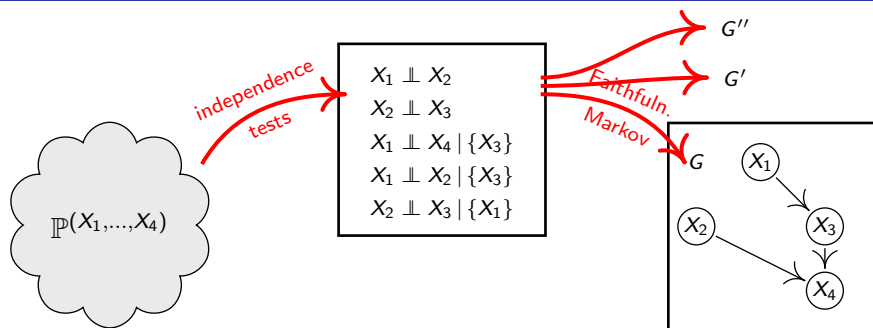 G′′
G′
independence
tests
X₁ ⫫ X₂
X₂ ⫫ X₃
X₁ ⫫ X₄ | {X₃}
X₁ ⫫ X₂ | {X₃}
X₂ ⫫ X₃ | {X₁}
Faithfuln.
Markov
ℙ(X₁,...,X₄)
G
X₁
X₂
X₃
X₄